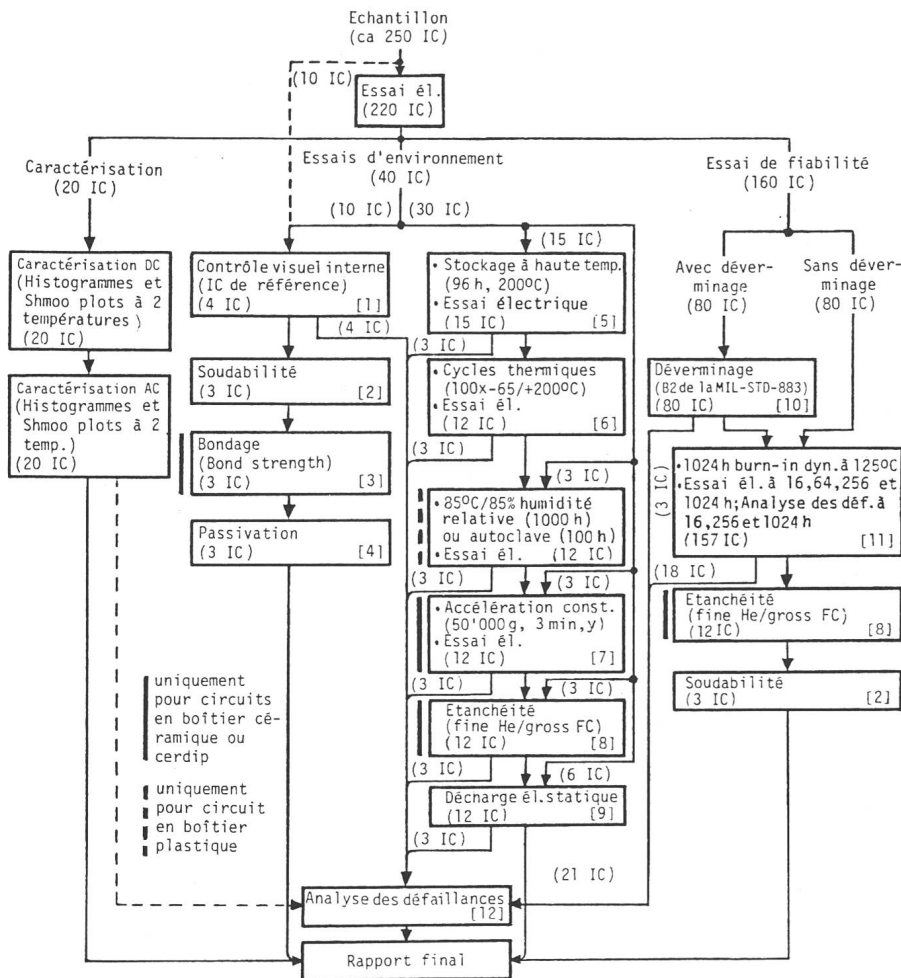 Echantillon
(ca 250 IC)
(10 IC)
Essai él.
(220 IC)
Caractérisation
(20 IC)
Essais d'environnement
(40 IC)
(10 IC)
(30 IC)
Essai de fiabilité
(160 IC)
Caractérisation DC
(Histogrammes et
Shmoo plots à 2
températures)
(20 IC)
Caractérisation AC
(Histogrammes et
Shmoo plots à 2
temp.)
(20 IC)
Contrôle visuel interne
(IC de référence)
(4 IC) [1]
(4 IC)
Soudabilité
(3 IC) [2]
Bondage
(Bond strength)
(3 IC) [3]
Passivation
(3 IC) [4]
(15 IC)
• Stockage à haute temp.
(96 h, 200ºC)
• Essai électrique
(15 IC) [5]
(3 IC)
• Cycles thermiques
(100x-65/+200ºC)
• Essai él.
(12 IC) [6]
(3 IC)
(3 IC)
• 85ºC/85% humidité
relative (1000 h)
ou autoclave (100 h)
• Essai él. (12 IC)
(3 IC)
(3 IC)
• Accélération const.
(50'000g, 3 min,y)
• Essai él.
(12 IC) [7]
(3 IC)
(3 IC)
Etanchéité
(fine He/gross FC)
(12 IC) [8]
(3 IC)
(6 IC)
Décharge él.statique
(12 IC) [9]
(3 IC)
(21 IC)
Avec déver-
minage
(80 IC)
Sans déver-
minage
(80 IC)
Déverminage
(B2 de la MIL-STD-883)
(80 IC) [10]
(3 IC)
• 1024 h burn-in dyn.à 125ºC
• Essai él.à 16,64,256 et
1024 h;Analyse des déf.à
16,256 et 1024 h
(157 IC) [11]
(18 IC)
Etanchéité
(fine He/gross FC)
(12 IC) [8]
Soudabilité
(3 IC) [2]
uniquement
pour circuits
en boîtier cé-
ramique ou
cerdip
uniquement
pour circuit
en boîtier
plastique
Analyse des défaillances
[12]
Rapport final